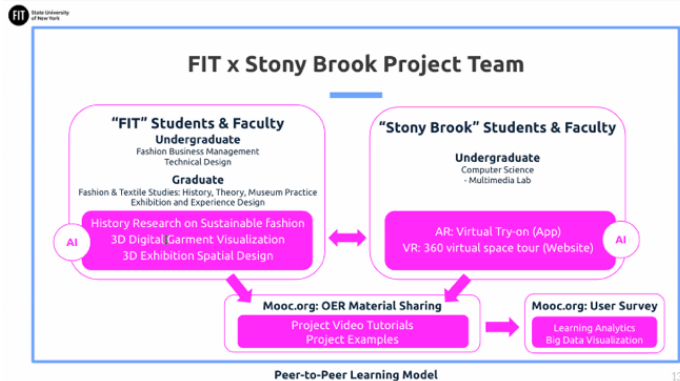 FIT
State University
of New York
FIT x Stony Brook Project Team
“FIT” Students & Faculty
Undergraduate
Fashion Business Management
Technical Design
Graduate
Fashion & Textile Studies: History, Theory, Museum Practice
Exhibition and Experience Design
AI
History Research on Sustainable fashion
3D Digital Garment Visualization
3D Exhibition Spatial Design
“Stony Brook” Students & Faculty
Undergraduate
Computer Science
- Multimedia Lab
AR: Virtual Try-on (App)
VR: 360 virtual space tour (Website)
AI
Mooc.org: OER Material Sharing
Project Video Tutorials
Project Examples
Mooc.org: User Survey
Learning Analytics
Big Data Visualization
Peer-to-Peer Learning Model